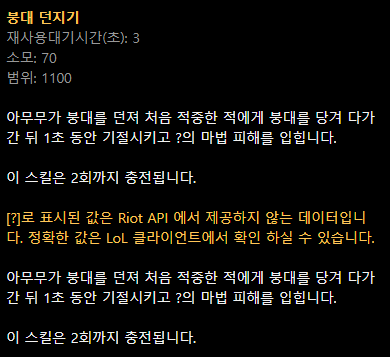 붕대 던지기
재사용대기시간(초): 3
소모: 70
범위: 1100
아무무가 붕대를 던져 처음 적중한 적에게 붕대를 당겨 다가
간 뒤 1초 동안 기절시키고 ?의 마법 피해를 입힙니다.
이 스킬은 2회까지 충전됩니다.
[?]로 표시된 값은 Riot API 에서 제공하지 않는 데이터입니
다. 정확한 값은 LoL 클라이언트에서 확인 하실 수 있습니다.
아무무가 붕대를 던져 처음 적중한 적에게 붕대를 당겨 다가
간 뒤 1초 동안 기절시키고 ?의 마법 피해를 입힙니다.
이 스킬은 2회까지 충전됩니다.